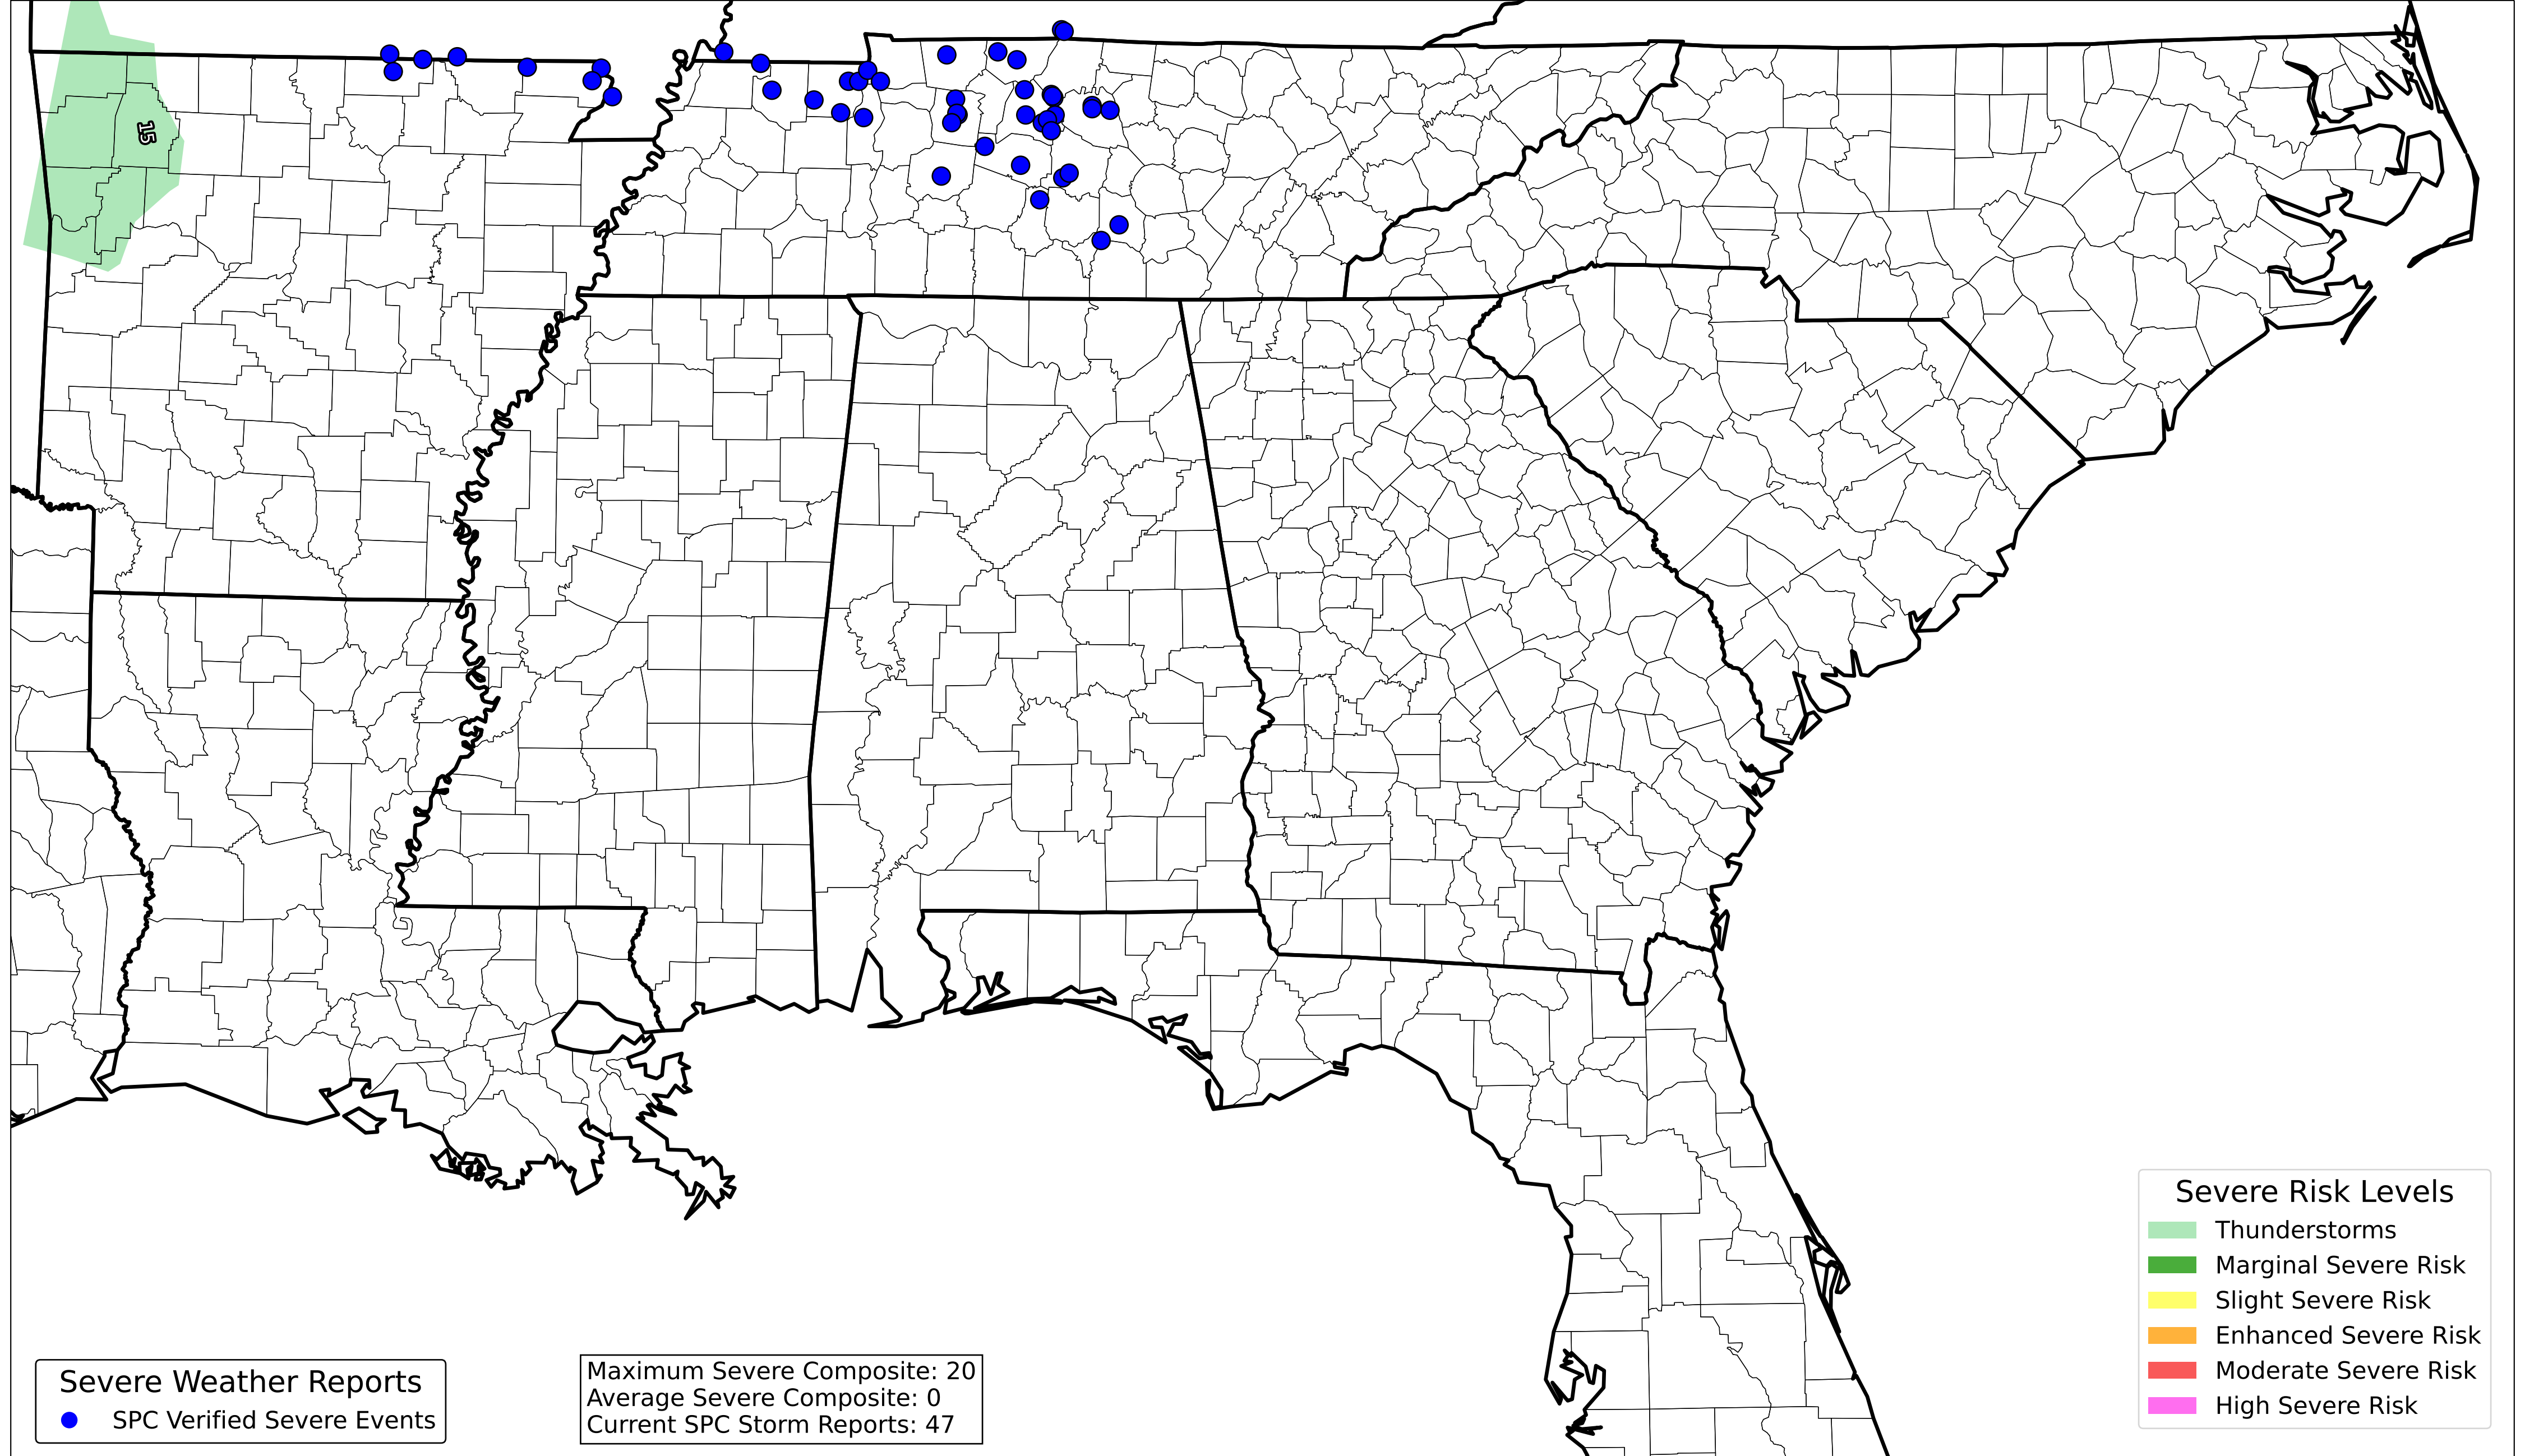 15
Severe Weather Reports
SPC Verified Severe Events
Maximum Severe Composite: 20
Average Severe Composite: 0
Current SPC Storm Reports: 47
Severe Risk Levels
Thunderstorms
Marginal Severe Risk
Slight Severe Risk
Enhanced Severe Risk
Moderate Severe Risk
High Severe Risk